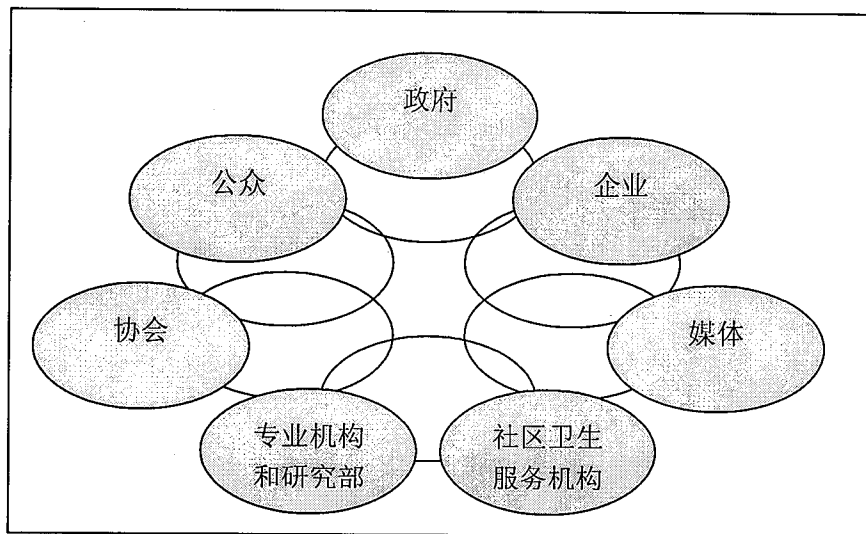 政府
公众
企业
协会
媒体
专业机构
和研究部
社区卫生
服务机构